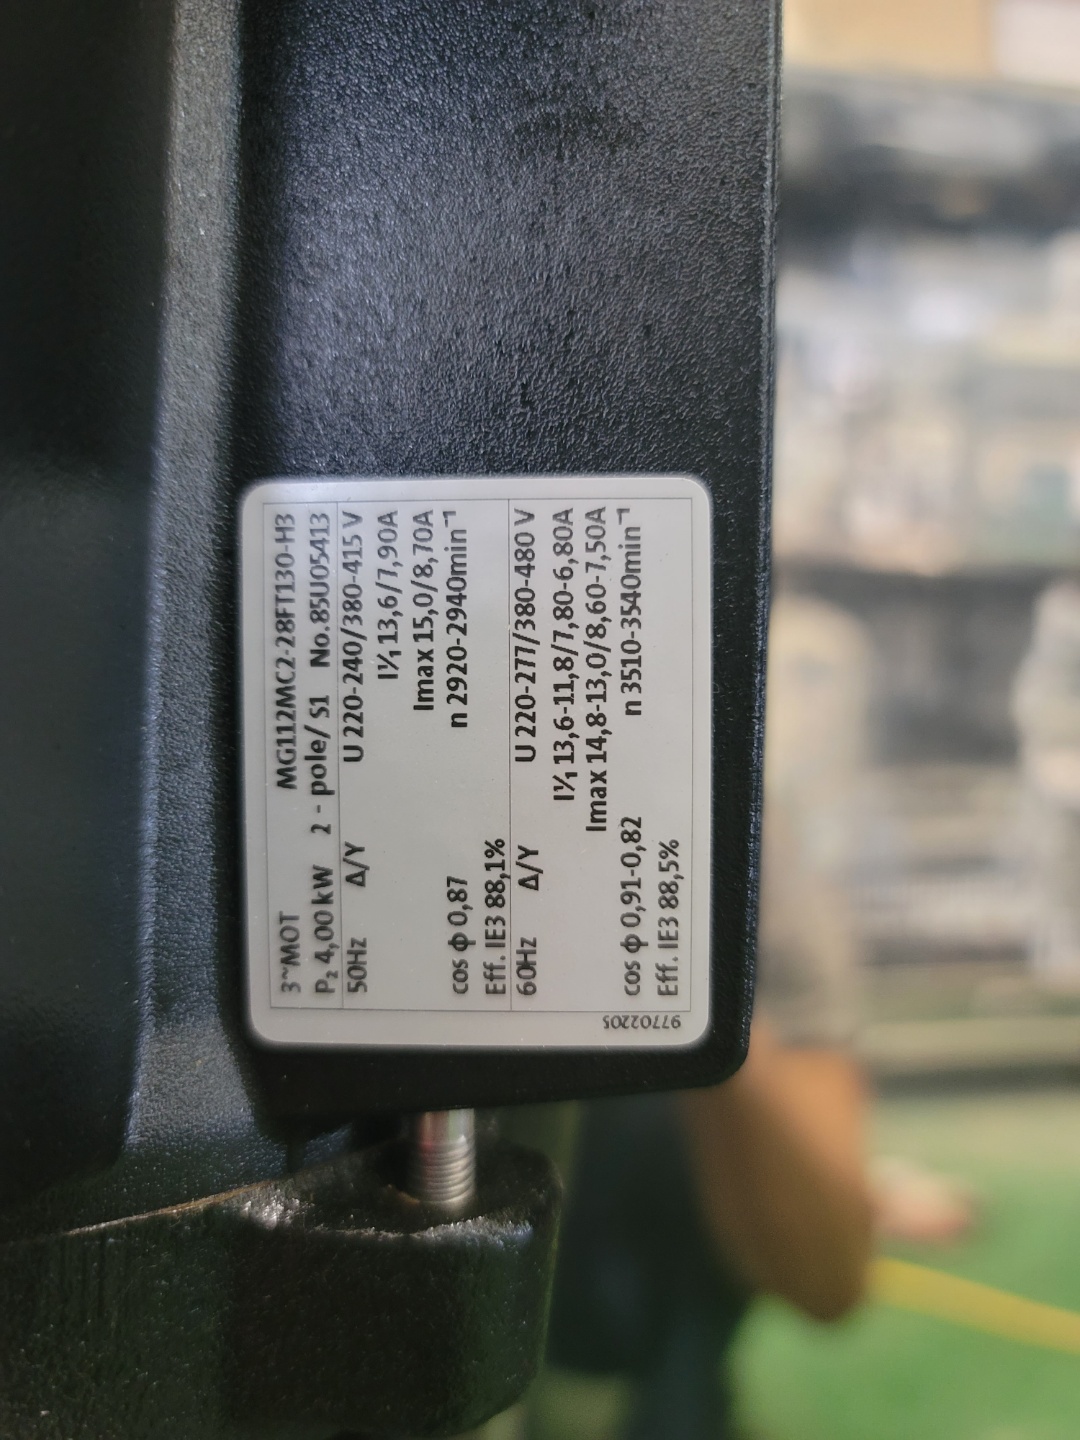 3~MOT MG112MC2-28FT130-H3
P₂ 4,00 kW 2 - pole/ S1 No.85U05413
50Hz Δ/Y U 220-240/380-415 V
I¹⁄₁ 13,6/7,90A
Imax 15,0/8,70A
cos φ 0,87 n 2920-2940min⁻¹
Eff. IE3 88,1%
60Hz Δ/Y U 220-277/380-480 V
I¹⁄₁ 13,6-11,8/7,80-6,80A
Imax 14,8-13,0/8,60-7,50A
cos φ 0,91-0,82 n 3510-3540min⁻¹
Eff. IE3 88,5%
97702205